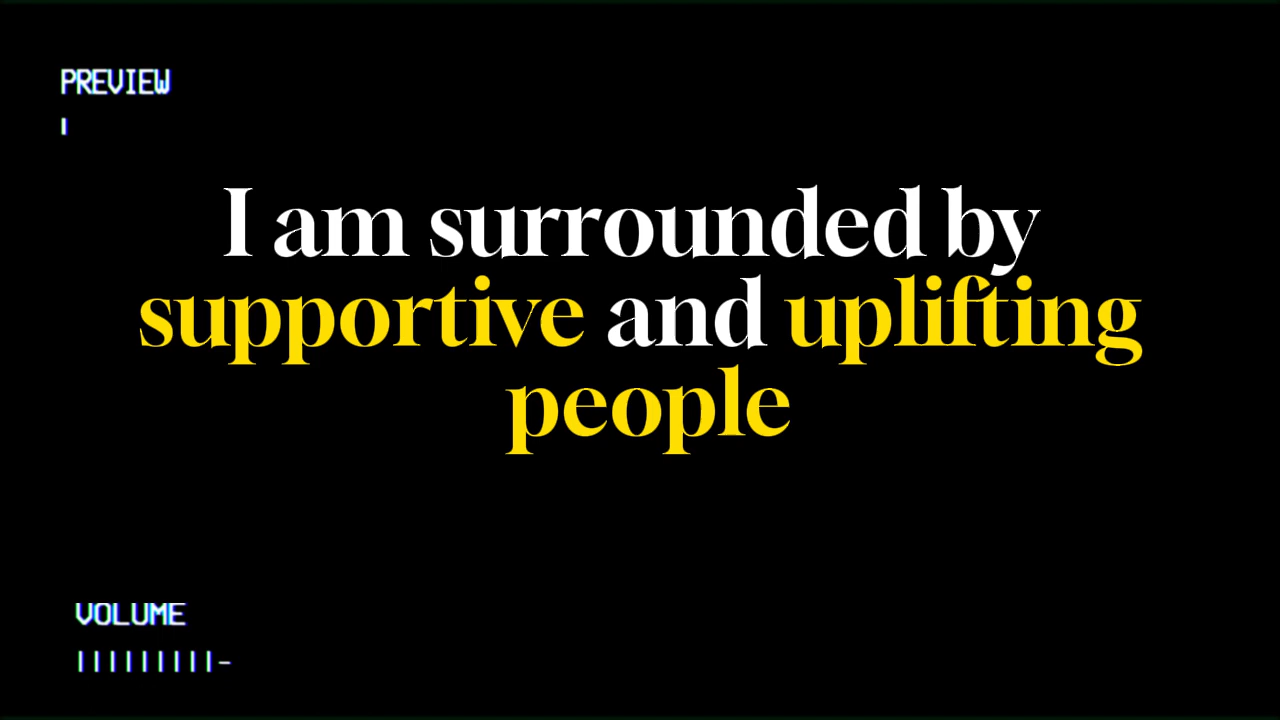 PREVIEW
I am surrounded by
supportive and uplifting
people
VOLUME
|||||||||-